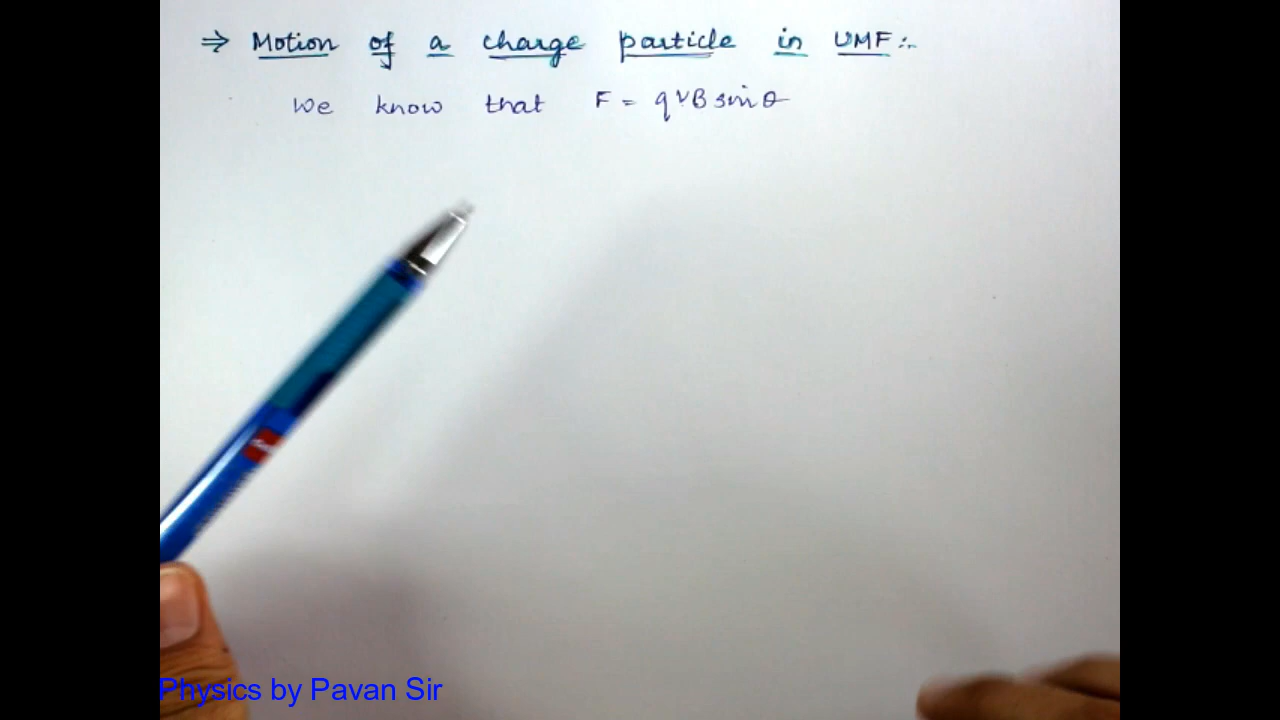 ⇒ Motion of a charge particle in UMF :-
We know that F = qVB sinθ
Physics by Pavan Sir